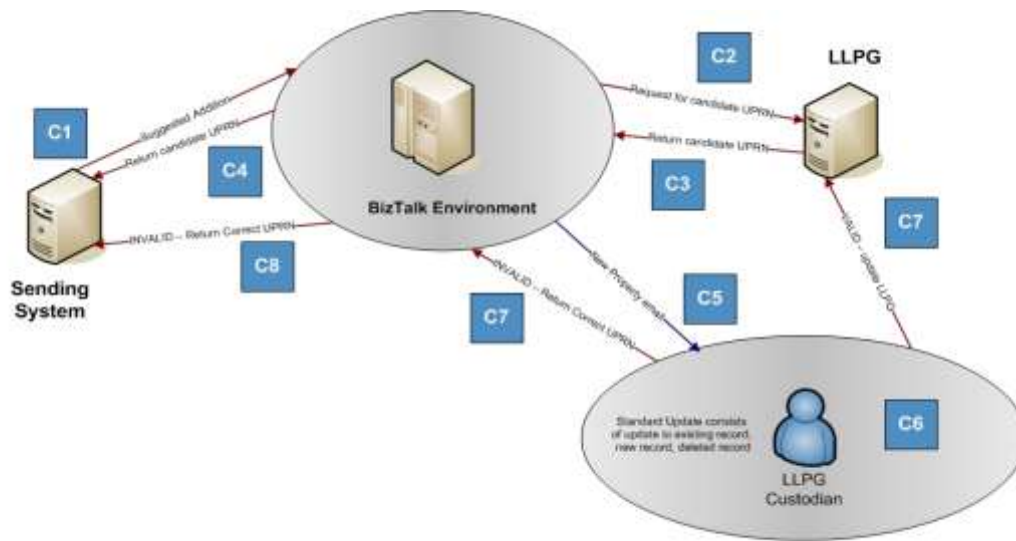 C1
Suggested Addition
Return candidate UPRN
C4
BizTalk Environment
C2
LLPG
Request for candidate UPRN
Return candidate UPRN
C3
C7
VALID – update LLPG
INVALID – Return Correct UPRN
C8
Sending
System
C7
INVALID – Return Correct UPRN
New Property email
C5
Standard Update consists
of update to existing record,
new record, deleted record
C6
LLPG
Custodian